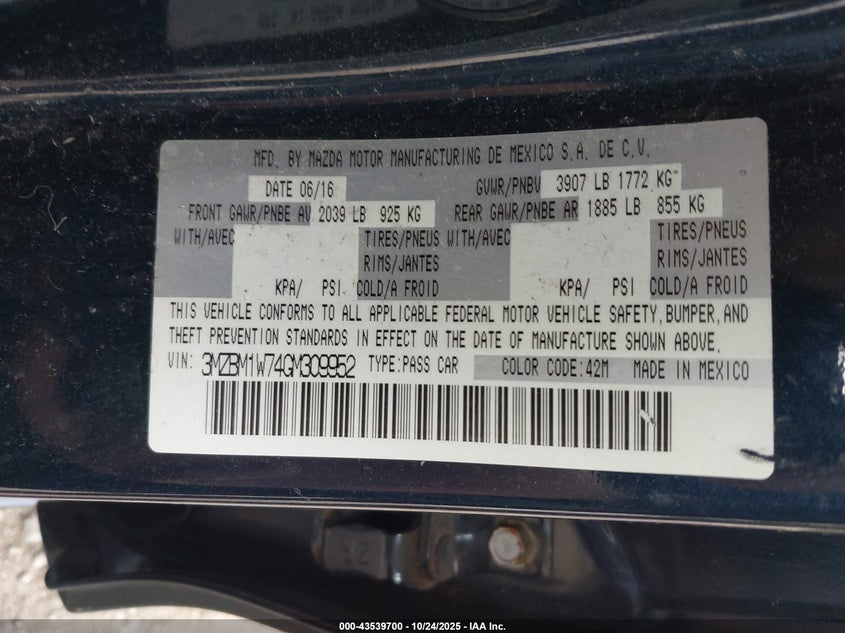 MFD. BY MAZDA MOTOR MANUFACTURING DE MEXICO S.A. DE C.V.
DATE 06/16 GVWR/PNBV 3907 LB 1772 KG
FRONT GAWR/PNBE AV 2039 LB 925 KG REAR GAWR/PNBE AR 1885 LB 855 KG
WITH/AVEC TIRES/PNEUS WITH/AVEC TIRES/PNEUS
RIMS/JANTES RIMS/JANTES
KPA/ PSI COLD/A FROID KPA/ PSI COLD/A FROID
THIS VEHICLE CONFORMS TO ALL APPLICABLE FEDERAL MOTOR VEHICLE SAFETY, BUMPER, AND
THEFT PREVENTION STANDARDS IN EFFECT ON THE DATE OF MANUFACTURE SHOWN ABOVE.
VIN: 3MZBM1W74GM309952 TYPE:PASS CAR COLOR CODE:42M MADE IN MEXICO
000-43539700 - 10/24/2025 - IAA Inc.